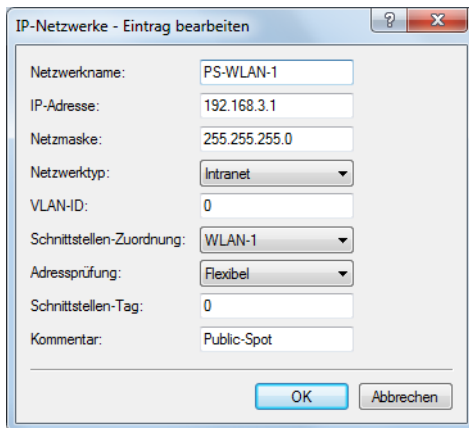 IP-Netzwerke - Eintrag bearbeiten
Netzwerkname: PS-WLAN-1
IP-Adresse: 192.168.3.1
Netzmaske: 255.255.255.0
Netzwerktyp: Intranet
VLAN-ID: 0
Schnittstellen-Zuordnung: WLAN-1
Adressprüfung: Flexibel
Schnittstellen-Tag: 0
Kommentar: Public-Spot
OK Abbrechen